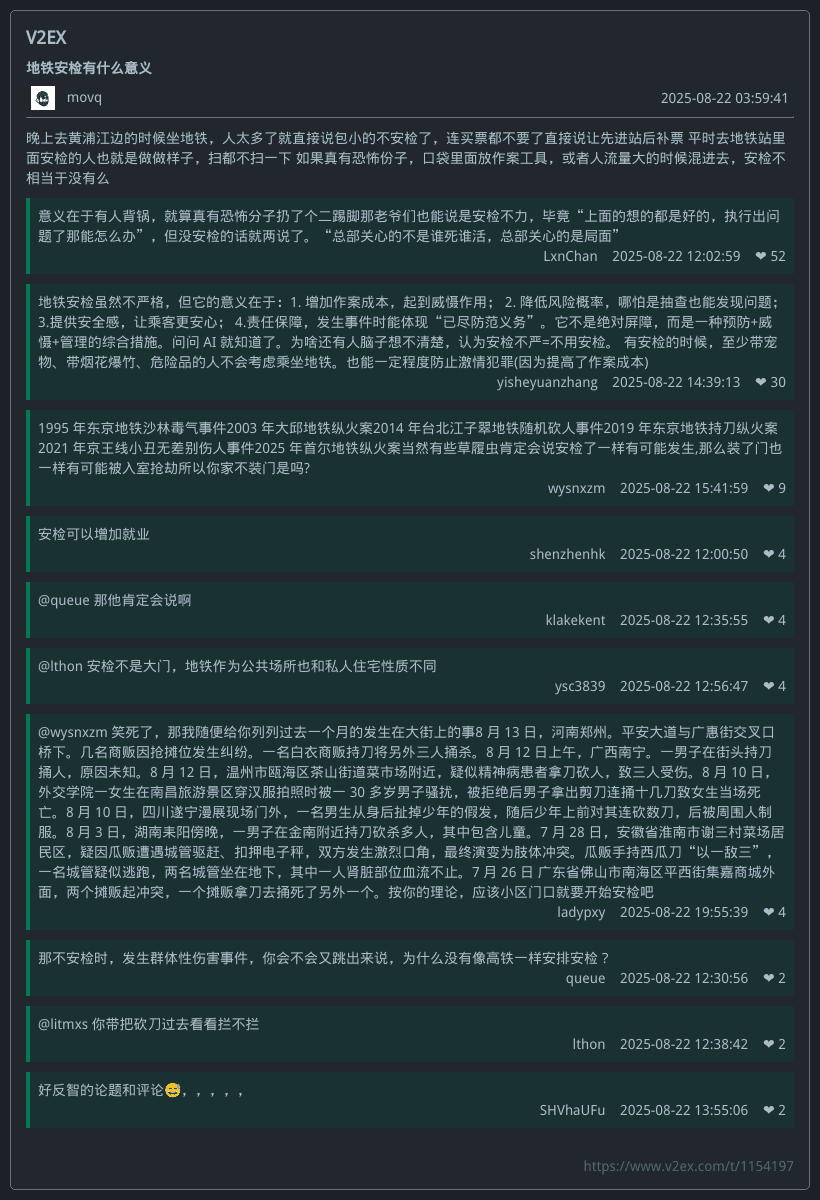 V2EX
地铁安检有什么意义
movq 2025-08-22 03:59:41
晚上去黄浦江边的时候坐地铁，人太多了就直接说包小的不安检了，连买票都不要了直接说让先进站后补票 平时去地铁站里
面安检的人也就是做做样子，扫都不扫一下 如果真有恐怖份子，口袋里面放作案工具，或者人流量大的时候混进去，安检不
相当于没有么
意义在于有人背锅，就算真有恐怖分子扔了个二踢脚那老爷们也能说是安检不力，毕竟“上面的想的都是好的，执行出问
题了那能怎么办”，但没安检的话就两说了。“总部关心的不是谁死谁活，总部关心的是局面”
LxnChan 2025-08-22 12:02:59 ❤ 52
地铁安检虽然不严格，但它的意义在于：1. 增加作案成本，起到威慑作用； 2. 降低风险概率，哪怕是抽查也能发现问题；
3.提供安全感，让乘客更安心； 4.责任保障，发生事件时能体现“已尽防范义务”。它不是绝对屏障，而是一种预防+威
慑+管理的综合措施。问问 AI 就知道了。为啥还有人脑子想不清楚，认为安检不严=不用安检。 有安检的时候，至少带宠
物、带烟花爆竹、危险品的人不会考虑乘坐地铁。也能一定程度防止激情犯罪(因为提高了作案成本)
yisheyuanzhang 2025-08-22 14:39:13 ❤ 30
1995 年东京地铁沙林毒气事件2003 年大邱地铁纵火案2014 年台北江子翠地铁随机砍人事件2019 年东京地铁持刀纵火案
2021 年京王线小丑无差别伤人事件2025 年首尔地铁纵火案当然有些草履虫肯定会说安检了一样有可能发生,那么装了门也
一样有可能被入室抢劫所以你家不装门是吗?
wysnxzm 2025-08-22 15:41:59 ❤ 9
安检可以增加就业
shenzhenhk 2025-08-22 12:00:50 ❤ 4
@queue 那他肯定会说啊
klakekent 2025-08-22 12:35:55 ❤ 4
@lthon 安检不是大门，地铁作为公共场所也和私人住宅性质不同
ysc3839 2025-08-22 12:56:47 ❤ 4
@wysnxzm 笑死了，那我随便给你列列过去一个月的发生在大街上的事8 月 13 日，河南郑州。平安大道与广惠街交叉口
桥下。几名商贩因抢摊位发生纠纷。一名白衣商贩持刀将另外三人捅杀。8 月 12 日上午，广西南宁。一男子在街头持刀
捅人，原因未知。8 月 12 日，温州市瓯海区茶山街道菜市场附近，疑似精神病患者拿刀砍人，致三人受伤。8 月 10 日，
外交学院一女生在南昌旅游景区穿汉服拍照时被一 30 多岁男子骚扰，被拒绝后男子拿出剪刀连捅十几刀致女生当场死
亡。8 月 10 日，四川遂宁漫展现场门外，一名男生从身后扯掉少年的假发，随后少年上前对其连砍数刀，后被周围人制
服。8 月 3 日，湖南耒阳傍晚，一男子在金南附近持刀砍杀多人，其中包含儿童。7 月 28 日，安徽省淮南市谢三村菜场居
民区，疑因瓜贩遭遇城管驱赶、扣押电子秤，双方发生激烈口角，最终演变为肢体冲突。瓜贩手持西瓜刀“以一敌三”，
一名城管疑似逃跑，两名城管坐在地下，其中一人肾脏部位血流不止。7 月 26 日 广东省佛山市南海区平西街集嘉商城外
面，两个摊贩起冲突，一个摊贩拿刀去捅死了另外一个。按你的理论，应该小区门口就要开始安检吧
ladypxy 2025-08-22 19:55:39 ❤ 4
那不安检时，发生群体性伤害事件，你会不会又跳出来说，为什么没有像高铁一样安排安检？
queue 2025-08-22 12:30:56 ❤ 2
@litmxs 你带把砍刀过去看看拦不拦
lthon 2025-08-22 12:38:42 ❤ 2
好反智的论题和评论😅，，，，，
SHVhaUFu 2025-08-22 13:55:06 ❤ 2
https://www.v2ex.com/t/1154197